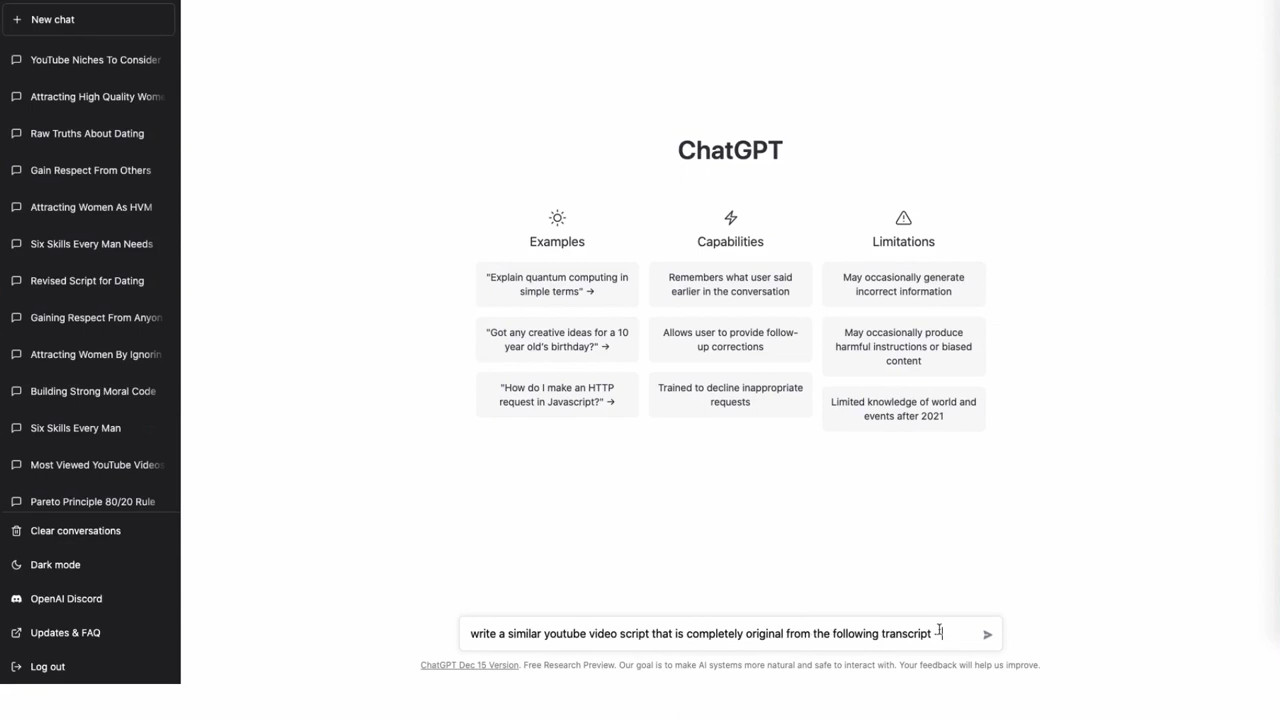 New chat
YouTube Niches To Consider
Attracting High Quality Wom
Raw Truths About Dating
Gain Respect From Others
Attracting Women As HVM
Six Skills Every Man Needs
Revised Script for Dating
Gaining Respect From Anyon
Attracting Women By Ignorin
Building Strong Moral Code
Six Skills Every Man
Most Viewed YouTube Videos
Pareto Principle 80/20 Rule
Clear conversations
Dark mode
OpenAI Discord
Updates & FAQ
Log out
ChatGPT
Examples
"Explain quantum computing in
simple terms" →
"Got any creative ideas for a 10
year old's birthday?" →
"How do I make an HTTP
request in Javascript?" →
Capabilities
Remembers what user said
earlier in the conversation
Allows user to provide follow-
up corrections
Trained to decline inappropriate
requests
Limitations
May occasionally generate
incorrect information
May occasionally produce
harmful instructions or biased
content
Limited knowledge of world and
events after 2021
write a similar youtube video script that is completely original from the following transcript -
ChatGPT Dec 15 Version. Free Research Preview. Our goal is to make AI systems more natural and safe to interact with. Your feedback will help us improve.